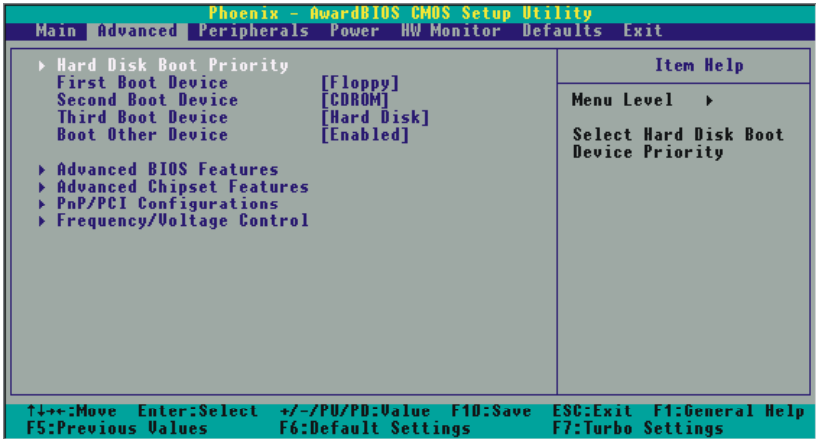 Phoenix - AwardBIOS CMOS Setup Utility
Main Advanced Peripherals Power HW Monitor Defaults Exit
▸ Hard Disk Boot Priority
First Boot Device [Floppy]
Second Boot Device [CDROM]
Third Boot Device [Hard Disk]
Boot Other Device [Enabled]
▸ Advanced BIOS Features
▸ Advanced Chipset Features
▸ PnP/PCI Configurations
▸ Frequency/Voltage Control
Item Help
Menu Level ▸
Select Hard Disk Boot
Device Priority
↑↓→←:Move Enter:Select +/-/PU/PD:Value F10:Save ESC:Exit F1:General Help
F5:Previous Values F6:Default Settings F7:Turbo Settings